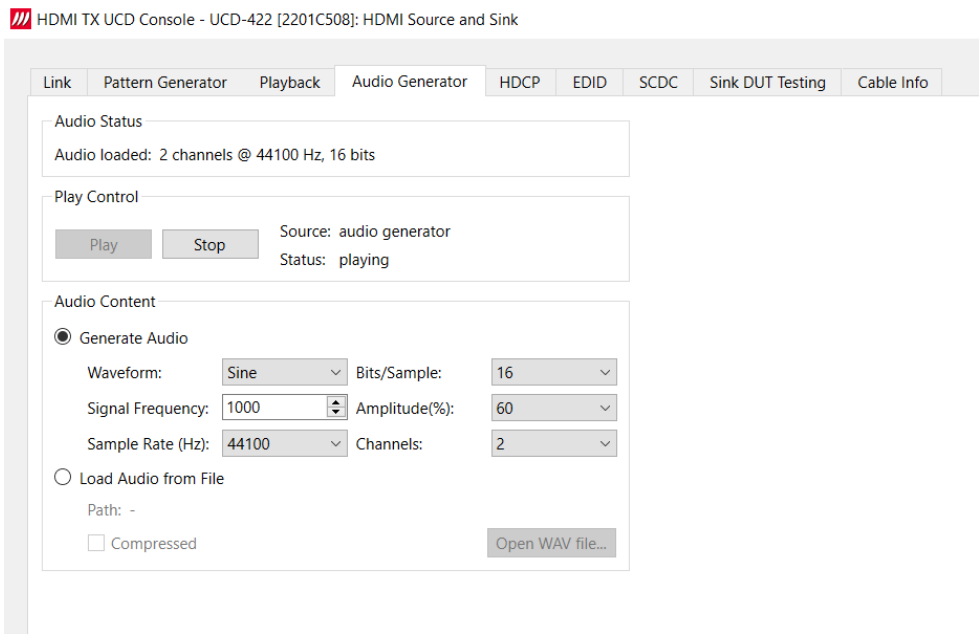 HDMI TX UCD Console - UCD-422 [2201C508]: HDMI Source and Sink
Link Pattern Generator Playback Audio Generator HDCP EDID SCDC Sink DUT Testing Cable Info
Audio Status
Audio loaded: 2 channels @ 44100 Hz, 16 bits
Play Control
Play Stop Source: audio generator
Status: playing
Audio Content
Generate Audio
Waveform: Sine Bits/Sample: 16
Signal Frequency: 1000 Amplitude(%): 60
Sample Rate (Hz): 44100 Channels: 2
Load Audio from File
Path: -
Compressed Open WAV file...